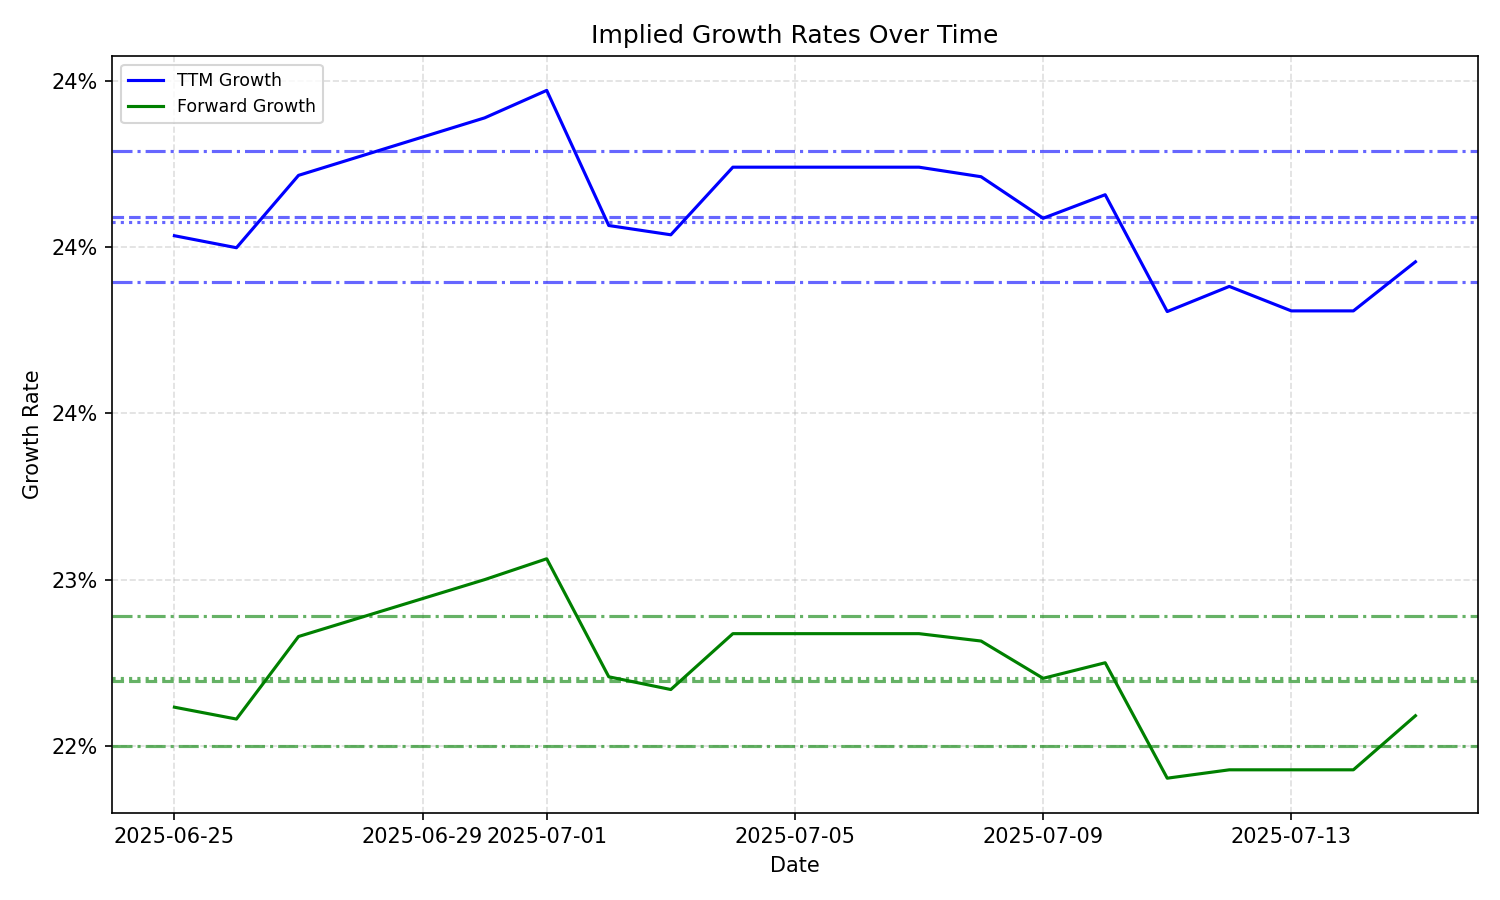 Implied Growth Rates Over Time
TTM Growth
Forward Growth
24%
24%
24%
23%
22%
Growth Rate
2025-06-25
2025-06-29
2025-07-01
2025-07-05
2025-07-09
2025-07-13
Date